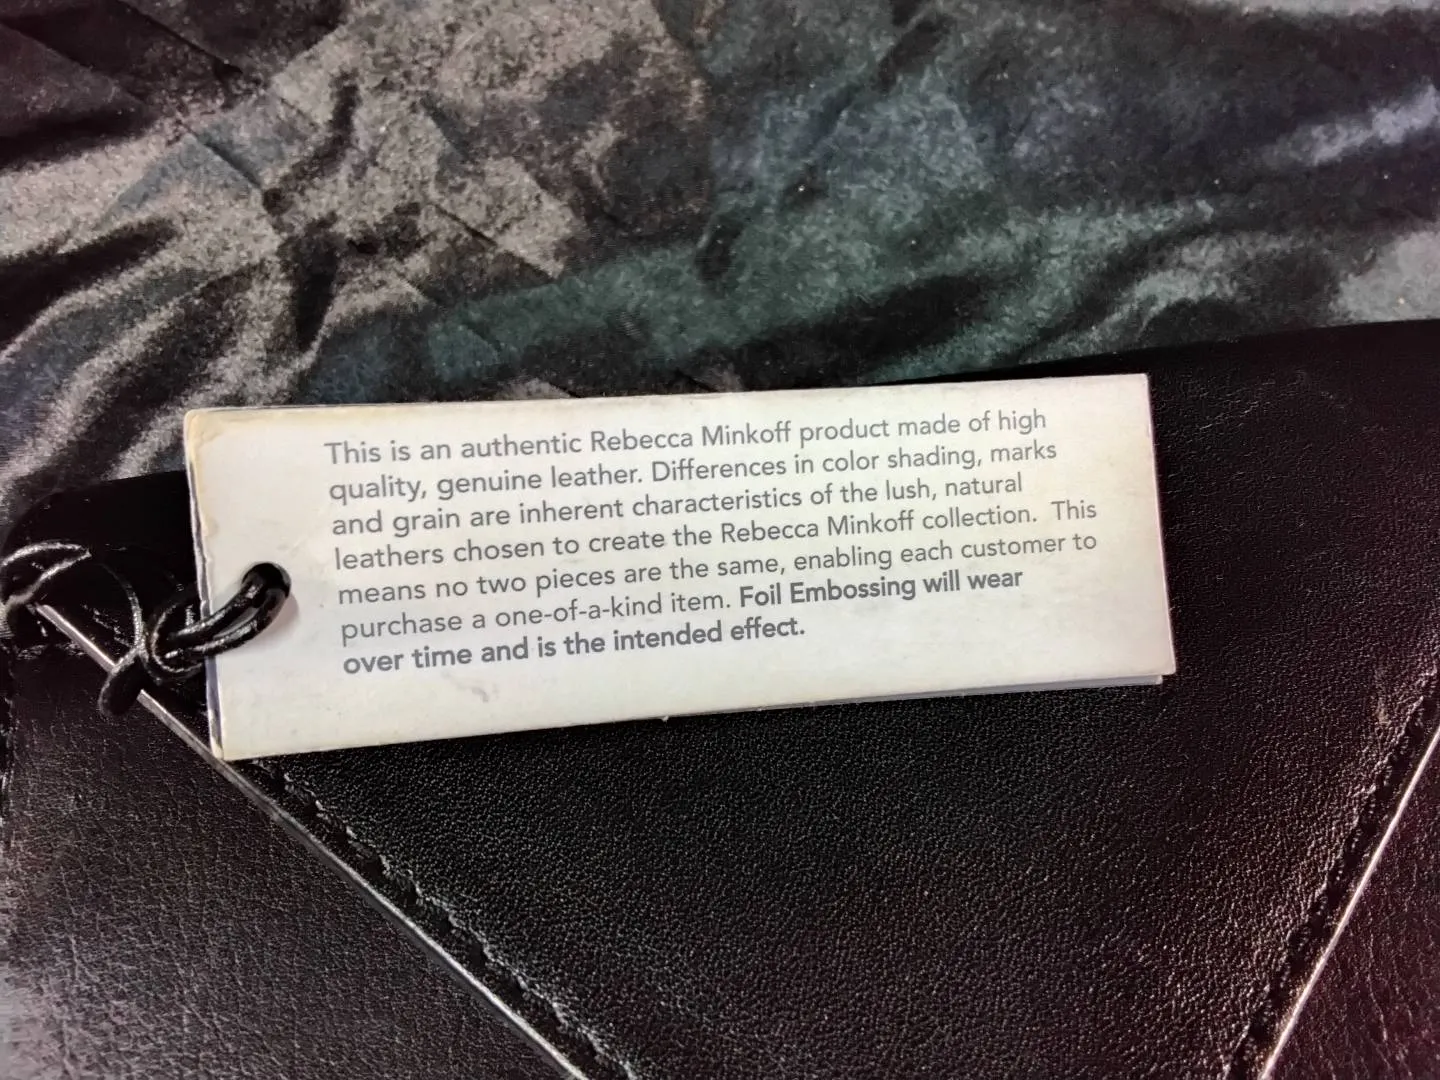 This is an authentic Rebecca Minkoff product made of high
quality, genuine leather. Differences in color shading, marks
and grain are inherent characteristics of the lush, natural
leathers chosen to create the Rebecca Minkoff collection. This
means no two pieces are the same, enabling each customer to
purchase a one-of-a-kind item. Foil Embossing will wear
over time and is the intended effect.